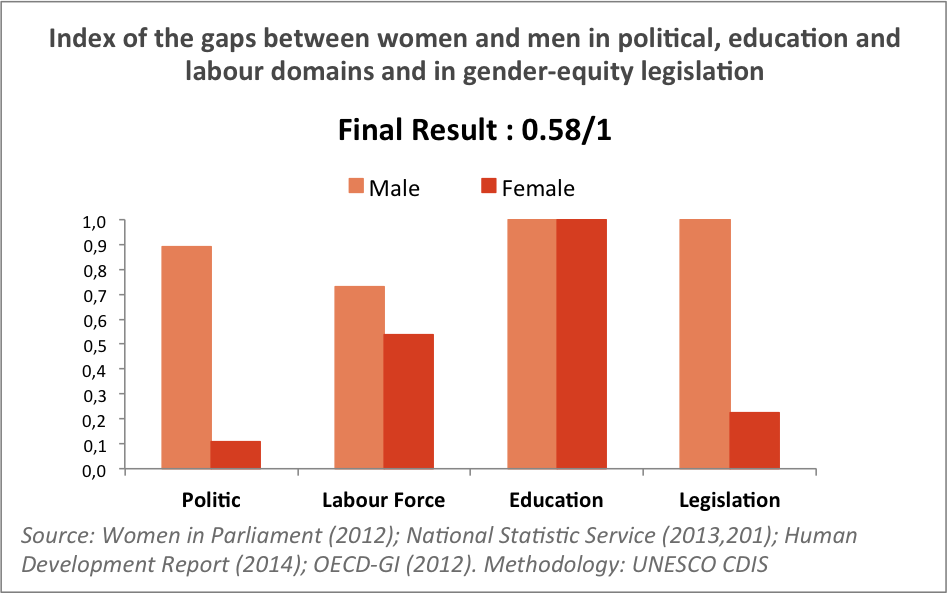 Index of the gaps between women and men in political, education and
labour domains and in gender-equity legislation
Final Result : 0.58/1
Male Female
1,0
0,9
0,8
0,7
0,6
0,5
0,4
0,3
0,2
0,1
0,0
Politic Labour Force Education Legislation
Source: Women in Parliament (2012); National Statistic Service (2013,201); Human
Development Report (2014); OECD-GI (2012). Methodology: UNESCO CDIS